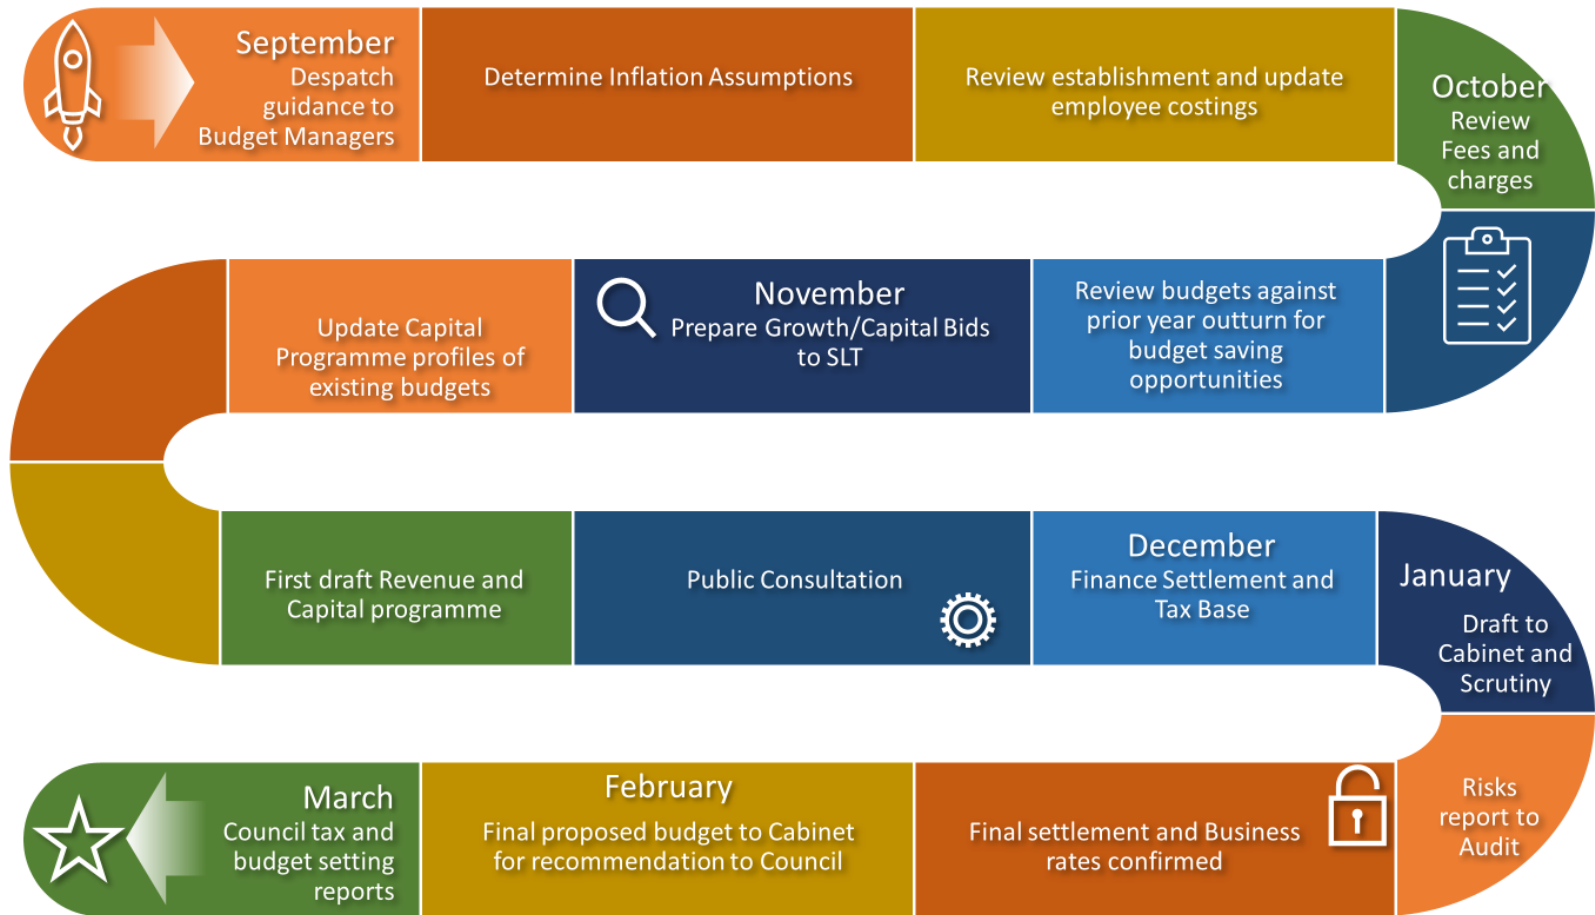 September
Despatch
guidance to
Budget Managers
Determine Inflation Assumptions
Review establishment and update
employee costings
October
Review
Fees and
charges
Review budgets against
prior year outturn for
budget saving
opportunities
November
Prepare Growth/Capital Bids
to SLT
Update Capital
Programme profiles of
existing budgets
First draft Revenue and
Capital programme
Public Consultation
December
Finance Settlement and
Tax Base
January
Draft to
Cabinet and
Scrutiny
Risks
report to
Audit
Final settlement and Business
rates confirmed
February
Final proposed budget to Cabinet
for recommendation to Council
March
Council tax and
budget setting
reports